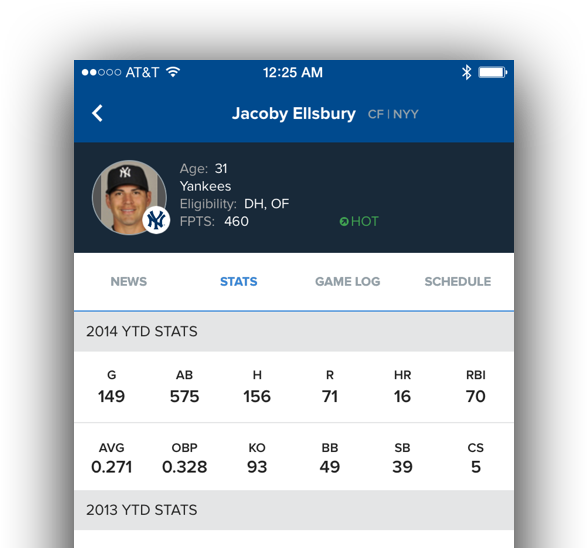 AT&T 12:25 AM
Jacoby Ellsbury CF | NYY
Age: 31
Yankees
Eligibility: DH, OF
FPTS: 460 HOT
NEWS STATS GAME LOG SCHEDULE
2014 YTD STATS
G AB H R HR RBI
149 575 156 71 16 70
AVG OBP KO BB SB CS
0.271 0.328 93 49 39 5
2013 YTD STATS